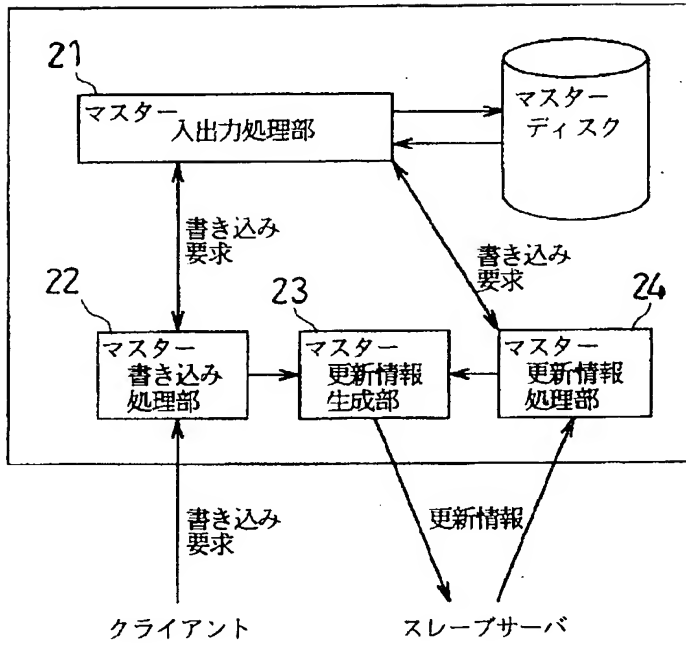 21
マスター
入出力処理部
マスター
ディスク
書き込み
要求
書き込み
要求
22
マスター
書き込み
処理部
23
マスター
更新情報
生成部
24
マスター
更新情報
処理部
書き込み
要求
更新情報
クライアント
スレーブサーバ